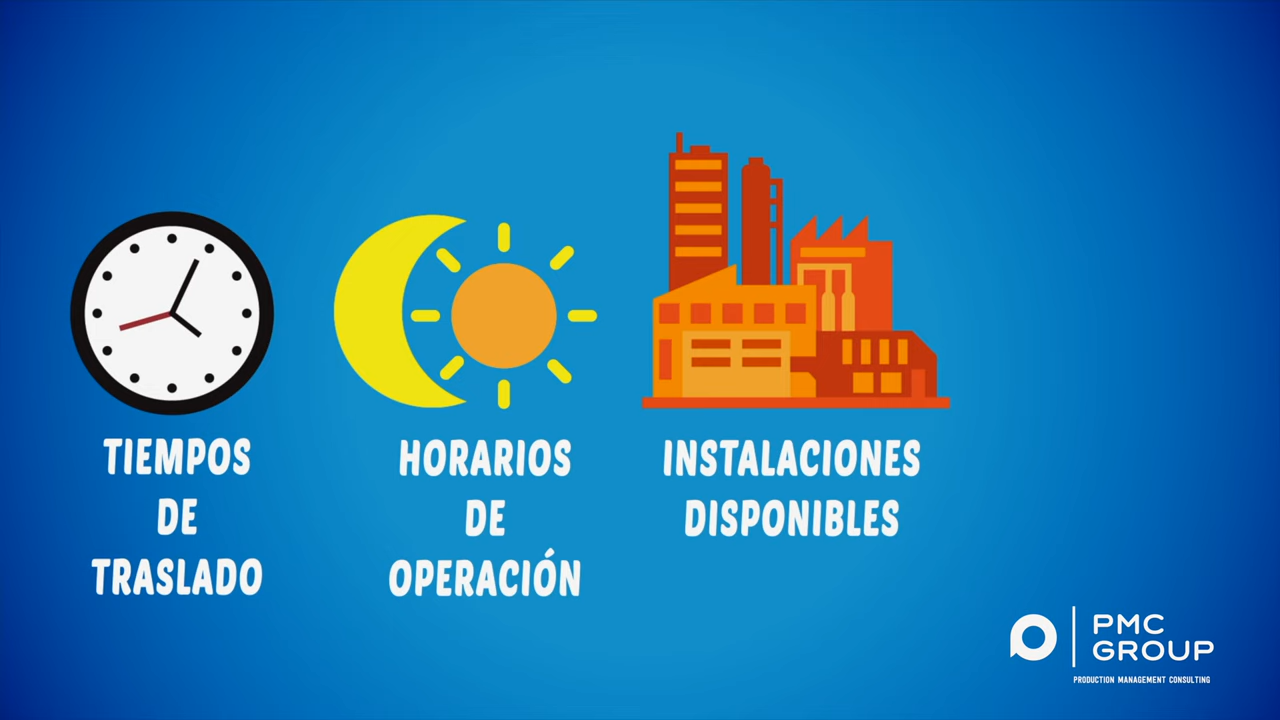 TIEMPOS
DE
TRASLADO
HORARIOS
DE
OPERACIÓN
INSTALACIONES
DISPONIBLES
PMC
GROUP
PRODUCTION MANAGEMENT CONSULTING